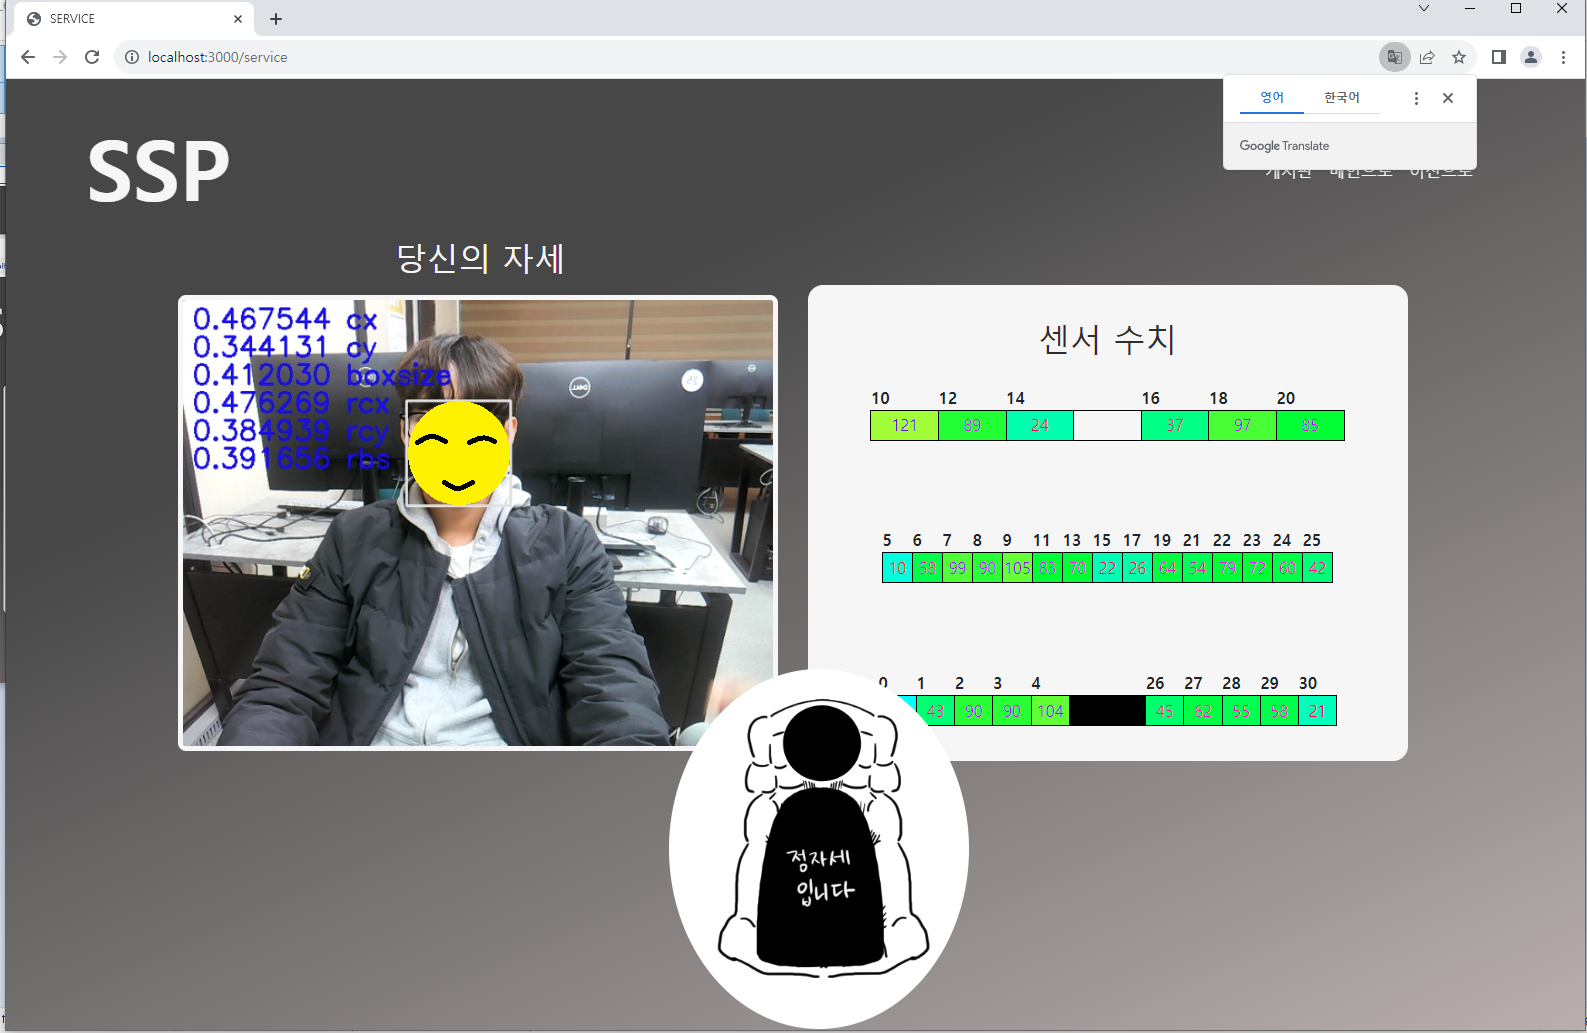 SERVICE
localhost:3000/service
영어 한국어
Google Translate
게시판 메인으로 이전으로
SSP
당신의 자세
0.467544 cx
0.344131 cy
0.412030 boxsize
0.476269 rcx
0.384939 rcy
0.391656 rbs
DELL
25
센서 수치
10 12 14 16 18 20
121 89 24 37 97 85
5 6 7 8 9 11 13 15 17 19 21 22 23 24 25
10 58 99 90 105 83 70 22 26 64 54 79 72 60 42
0 1 2 3 4 26 27 28 29 30
43 90 90 104 45 62 55 58 21
정자세
입니다